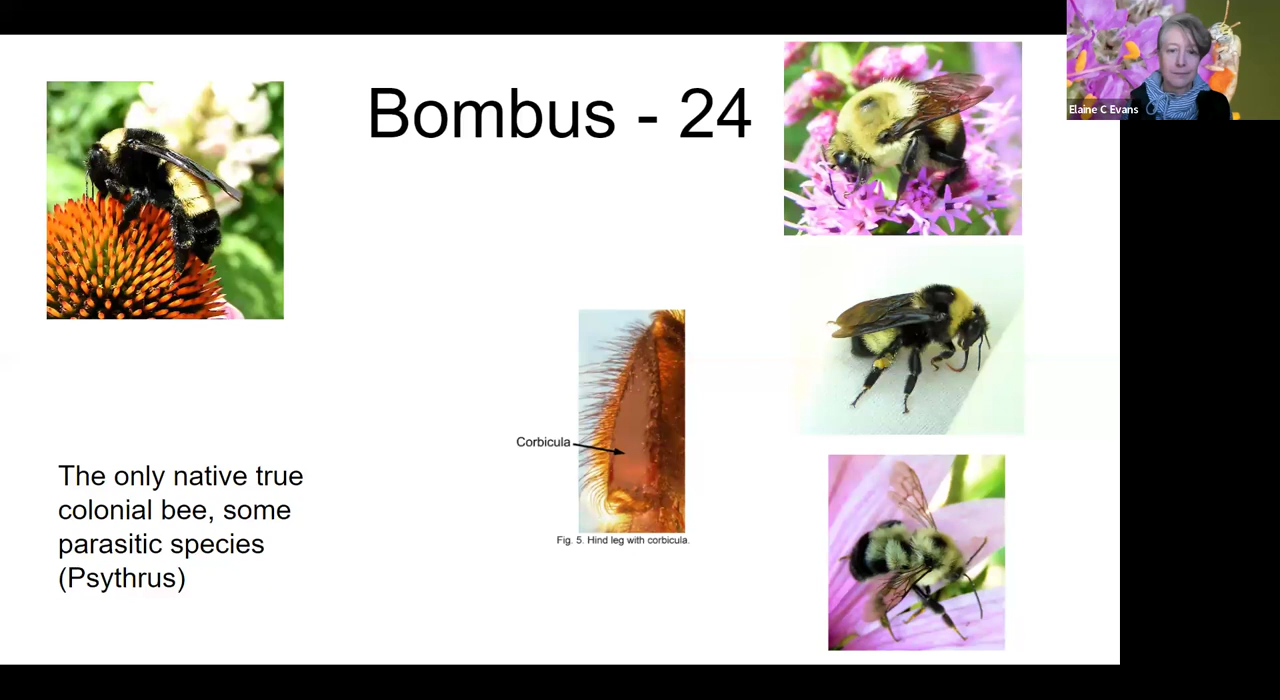 Bombus - 24
Elaine C Evans
Corbicula
Fig. 5. Hind leg with corbicula.
The only native true
colonial bee, some
parasitic species
(Psythrus)